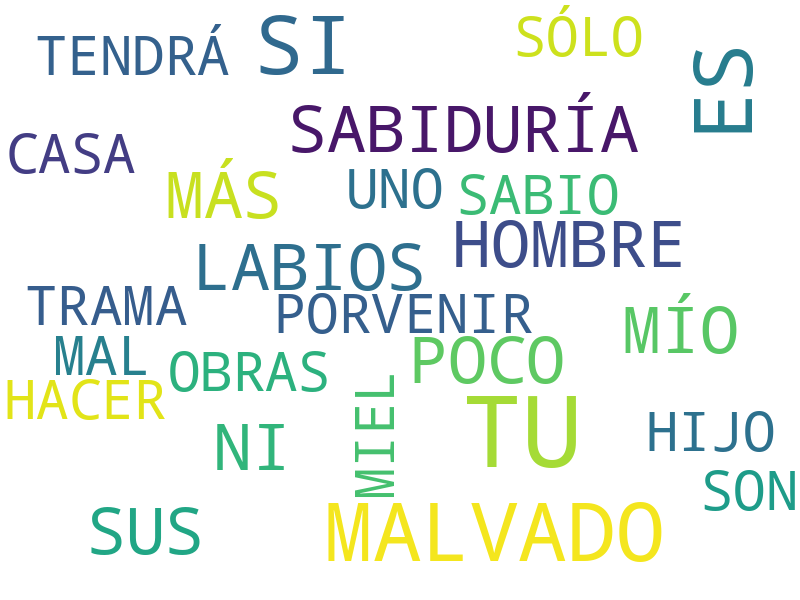 TENDRÁ
SI
SÓLO
ES
SABIDURÍA
CASA
MÁS
UNO
SABIO
HOMBRE
LABIOS
TRAMA
PORVENIR
MÍO
MAL
OBRAS
POCO
HACER
MIEL
TU
NI
HIJO
SON
SUS
MALVADO